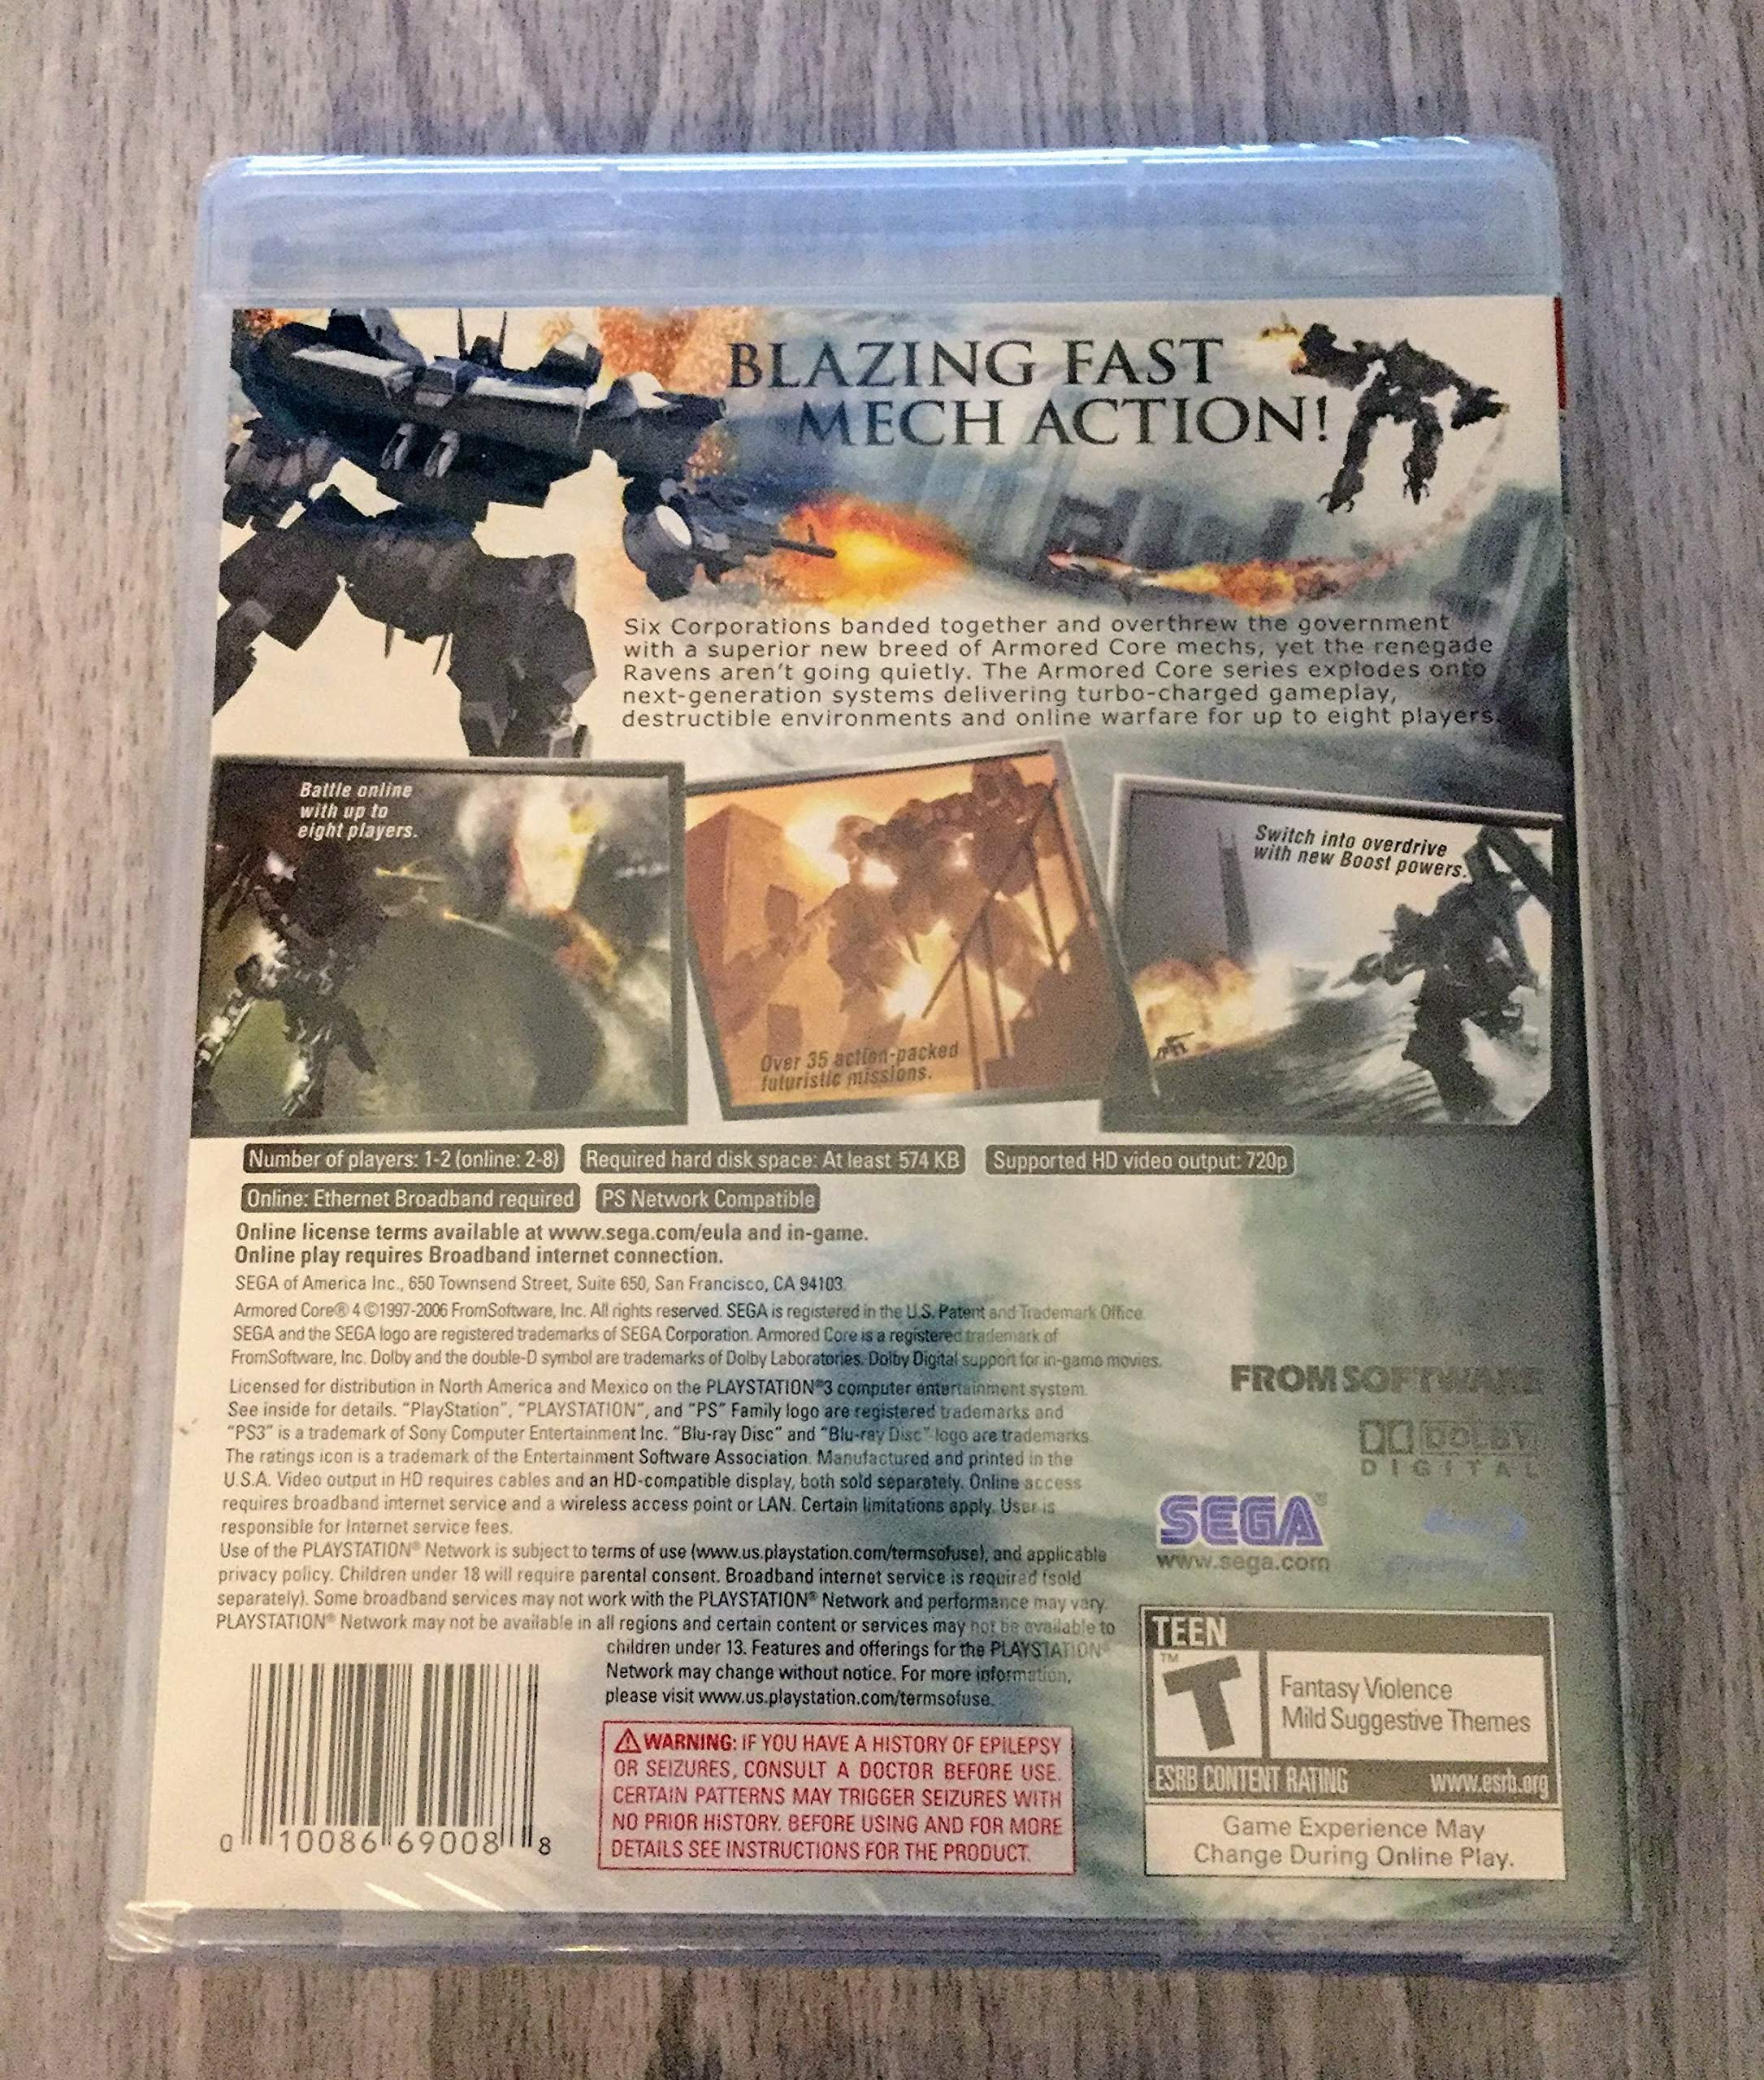 BLAZING FAST
MECH ACTION!
Six Corporations banded together and overthrew the government
with a superior new breed of Armored Core mechs, yet the renegade
Ravens aren't going quietly. The Armored Core series explodes onto
next-generation systems delivering turbo-charged gameplay,
destructible environments and online warfare for up to eight players.
Battle online
with up to
eight players.
Over 35 action-packed
futuristic missions.
Switch into overdrive
with new Boost powers.
Number of players: 1-2 (online: 2-8)
Required hard disk space: At least 574 KB
Supported HD video output: 720p
Online: Ethernet Broadband required
PS Network Compatible
Online license terms available at www.sega.com/eula and in-game.
Online play requires Broadband internet connection.
SEGA of America Inc., 650 Townsend Street, Suite 650, San Francisco, CA 94103
Armored Core® 4 ©1997-2006 FromSoftware, Inc. All rights reserved. SEGA is registered in the U.S. Patent and Trademark Office.
SEGA and the SEGA logo are registered trademarks of SEGA Corporation. Armored Core is a registered trademark of
FromSoftware, Inc. Dolby and the double-D symbol are trademarks of Dolby Laboratories. Dolby Digital support for in-game movies.
Licensed for distribution in North America and Mexico on the PLAYSTATION®3 computer entertainment system.
See inside for details. "PlayStation", "PLAYSTATION", and "PS" Family logo are registered trademarks and
"PS3" is a trademark of Sony Computer Entertainment Inc. "Blu-ray Disc" and "Blu-ray Disc" logo are trademarks.
The ratings icon is a trademark of the Entertainment Software Association. Manufactured and printed in the
U.S.A. Video output in HD requires cables and an HD-compatible display, both sold separately. Online access
requires broadband internet service and a wireless access point or LAN. Certain limitations apply. User is
responsible for Internet service fees.
Use of the PLAYSTATION® Network is subject to terms of use (www.us.playstation.com/termsofuse), and applicable
privacy policy. Children under 18 will require parental consent. Broadband internet service is required (sold
separately). Some broadband services may not work with the PLAYSTATION® Network and performance may vary.
PLAYSTATION® Network may not be available in all regions and certain content or services may not be available to
children under 13. Features and offerings for the PLAYSTATION®
Network may change without notice. For more information,
please visit www.us.playstation.com/termsofuse.
FROMSOFTWARE
DOLBY
DIGITAL
SEGA®
www.sega.com
0 10086 69008 8
WARNING: IF YOU HAVE A HISTORY OF EPILEPSY
OR SEIZURES, CONSULT A DOCTOR BEFORE USE.
CERTAIN PATTERNS MAY TRIGGER SEIZURES WITH
NO PRIOR HISTORY. BEFORE USING AND FOR MORE
DETAILS SEE INSTRUCTIONS FOR THE PRODUCT.
TEEN
T™
Fantasy Violence
Mild Suggestive Themes
ESRB CONTENT RATING www.esrb.org
Game Experience May
Change During Online Play.